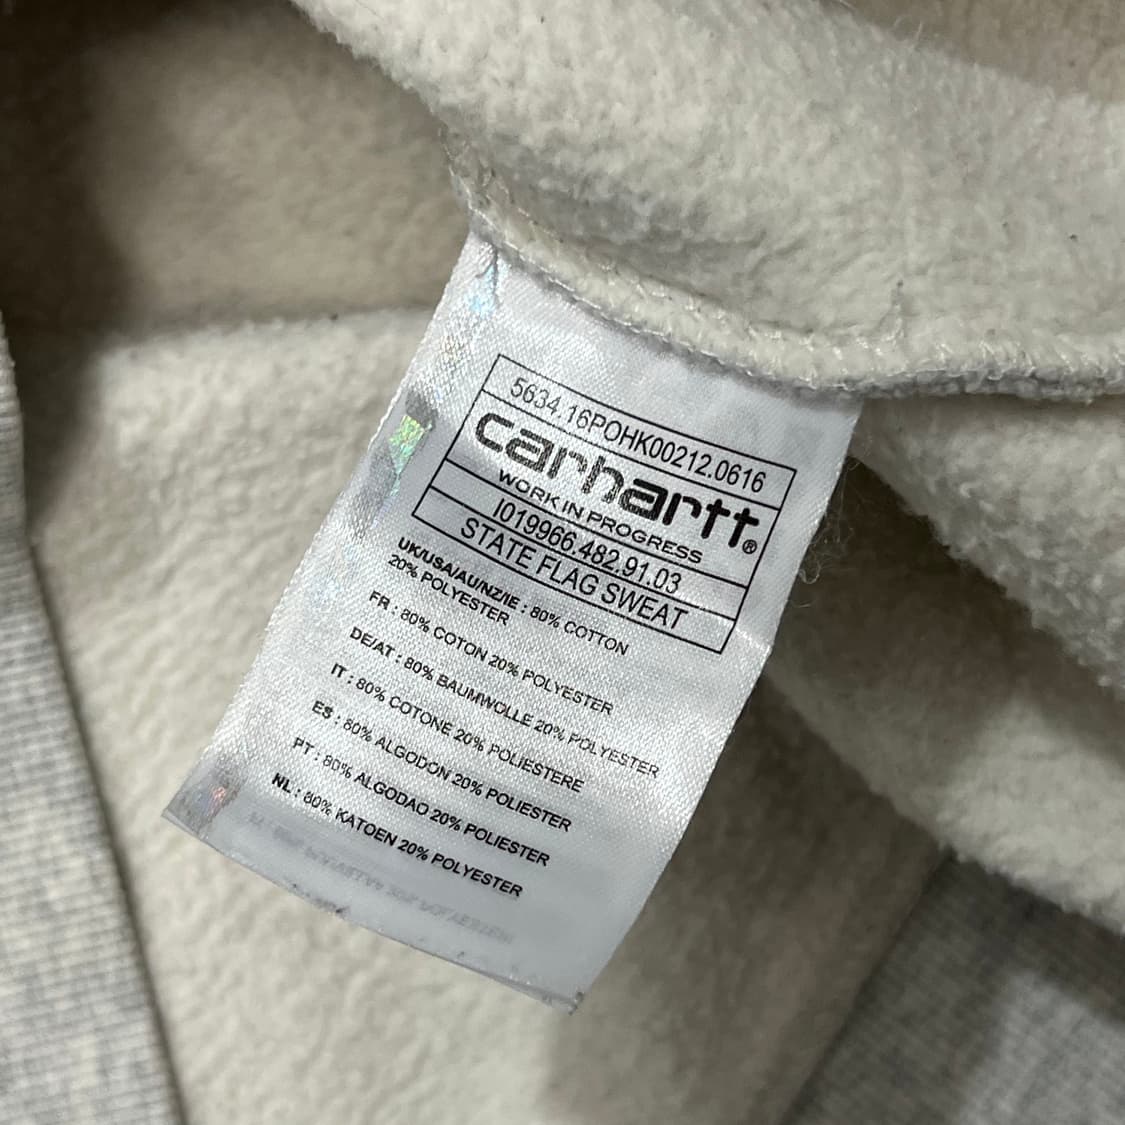 5634.16POHK00212.0616
carhartt®
WORK IN PROGRESS
I019966.482.91.03
STATE FLAG SWEAT
UK/USA/AU/NZ/IE : 80% COTTON
20% POLYESTER
FR : 80% COTON 20% POLYESTER
DE/AT : 80% BAUMWOLLE 20% POLYESTER
IT : 80% COTONE 20% POLIESTERE
ES : 80% ALGODON 20% POLIESTER
PT : 80% ALGODAO 20% POLIESTER
NL : 80% KATOEN 20% POLYESTER